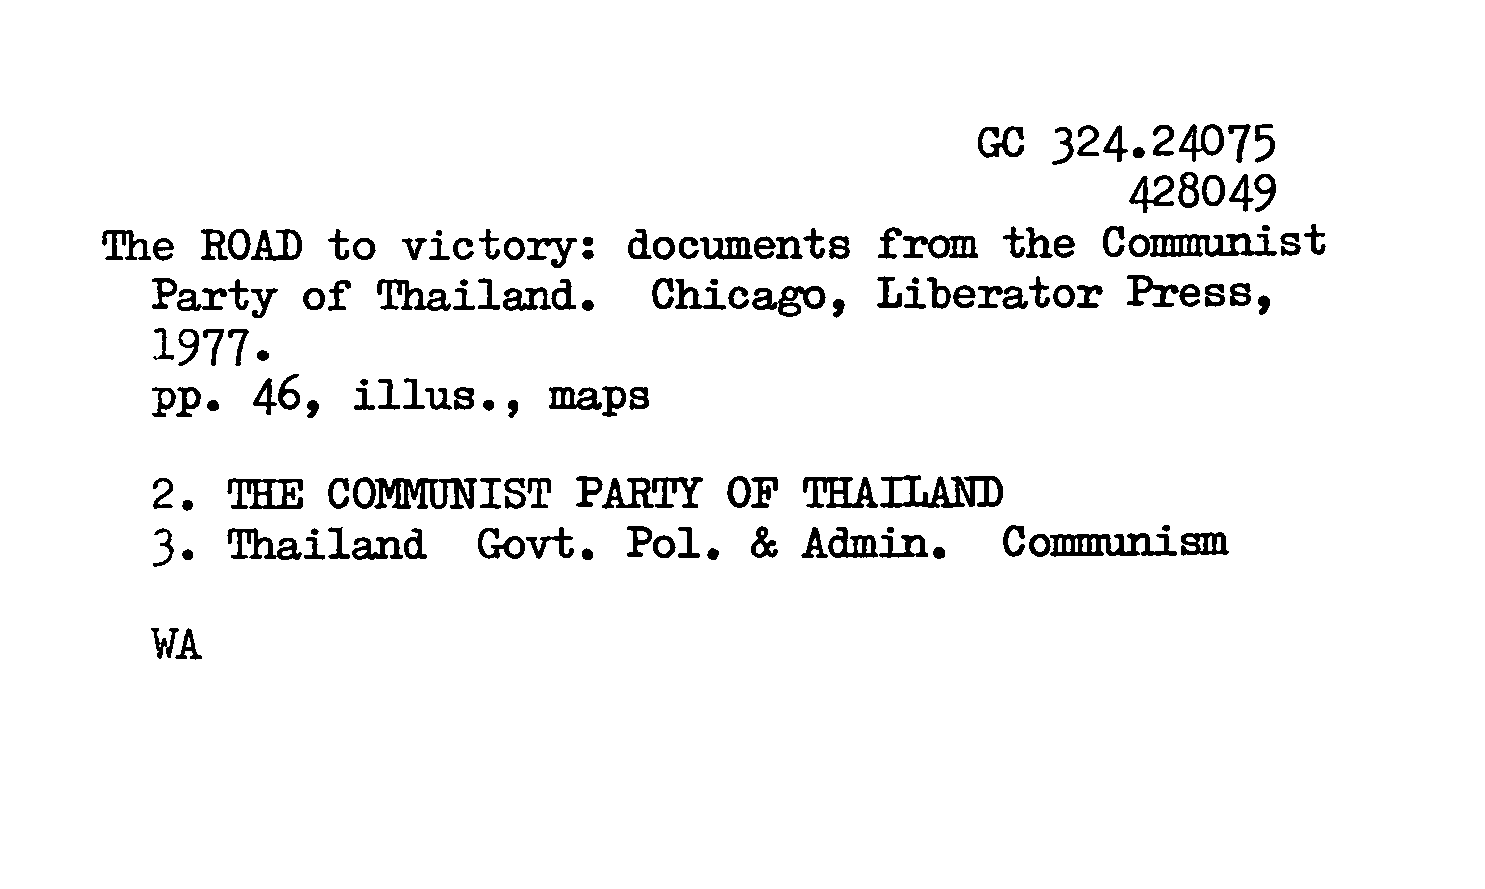 GC 324.24075
428049
The ROAD to victory: documents from the Communist
Party of Thailand. Chicago, Liberator Press,
1977.
pp. 46, illus., maps
2. THE COMMUNIST PARTY OF THAILAND
3. Thailand Govt. Pol. & Admin. Communism
WA